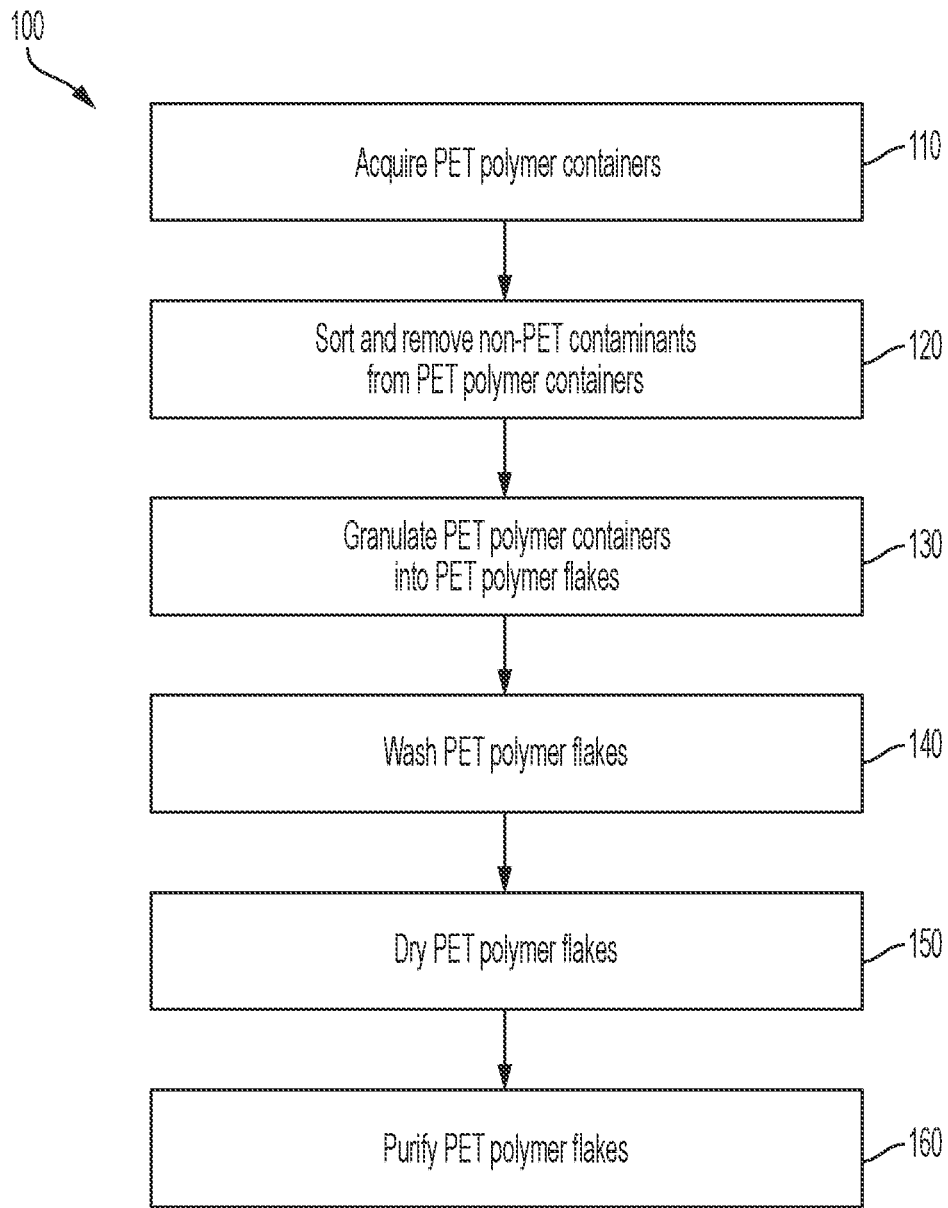 100
Acquire PET polymer containers
110
Sort and remove non-PET contaminants
from PET polymer containers
120
Granulate PET polymer containers
into PET polymer flakes
130
Wash PET polymer flakes
140
Dry PET polymer flakes
150
Purify PET polymer flakes
160